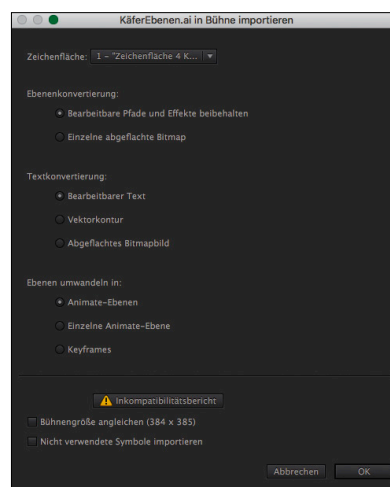 KäferEbenen.ai in Bühne importieren
Zeichenfläche: 1 - "Zeichenfläche 4 K...
Ebenenkonvertierung:
Bearbeitbare Pfade und Effekte beibehalten
Einzelne abgeflachte Bitmap
Textkonvertierung:
Bearbeitbarer Text
Vektorkontur
Abgeflachtes Bitmapbild
Ebenen umwandeln in:
Animate-Ebenen
Einzelne Animate-Ebene
Keyframes
Inkompatibilitätsbericht
Bühnengröße angleichen (384 x 385)
Nicht verwendete Symbole importieren
Abbrechen OK